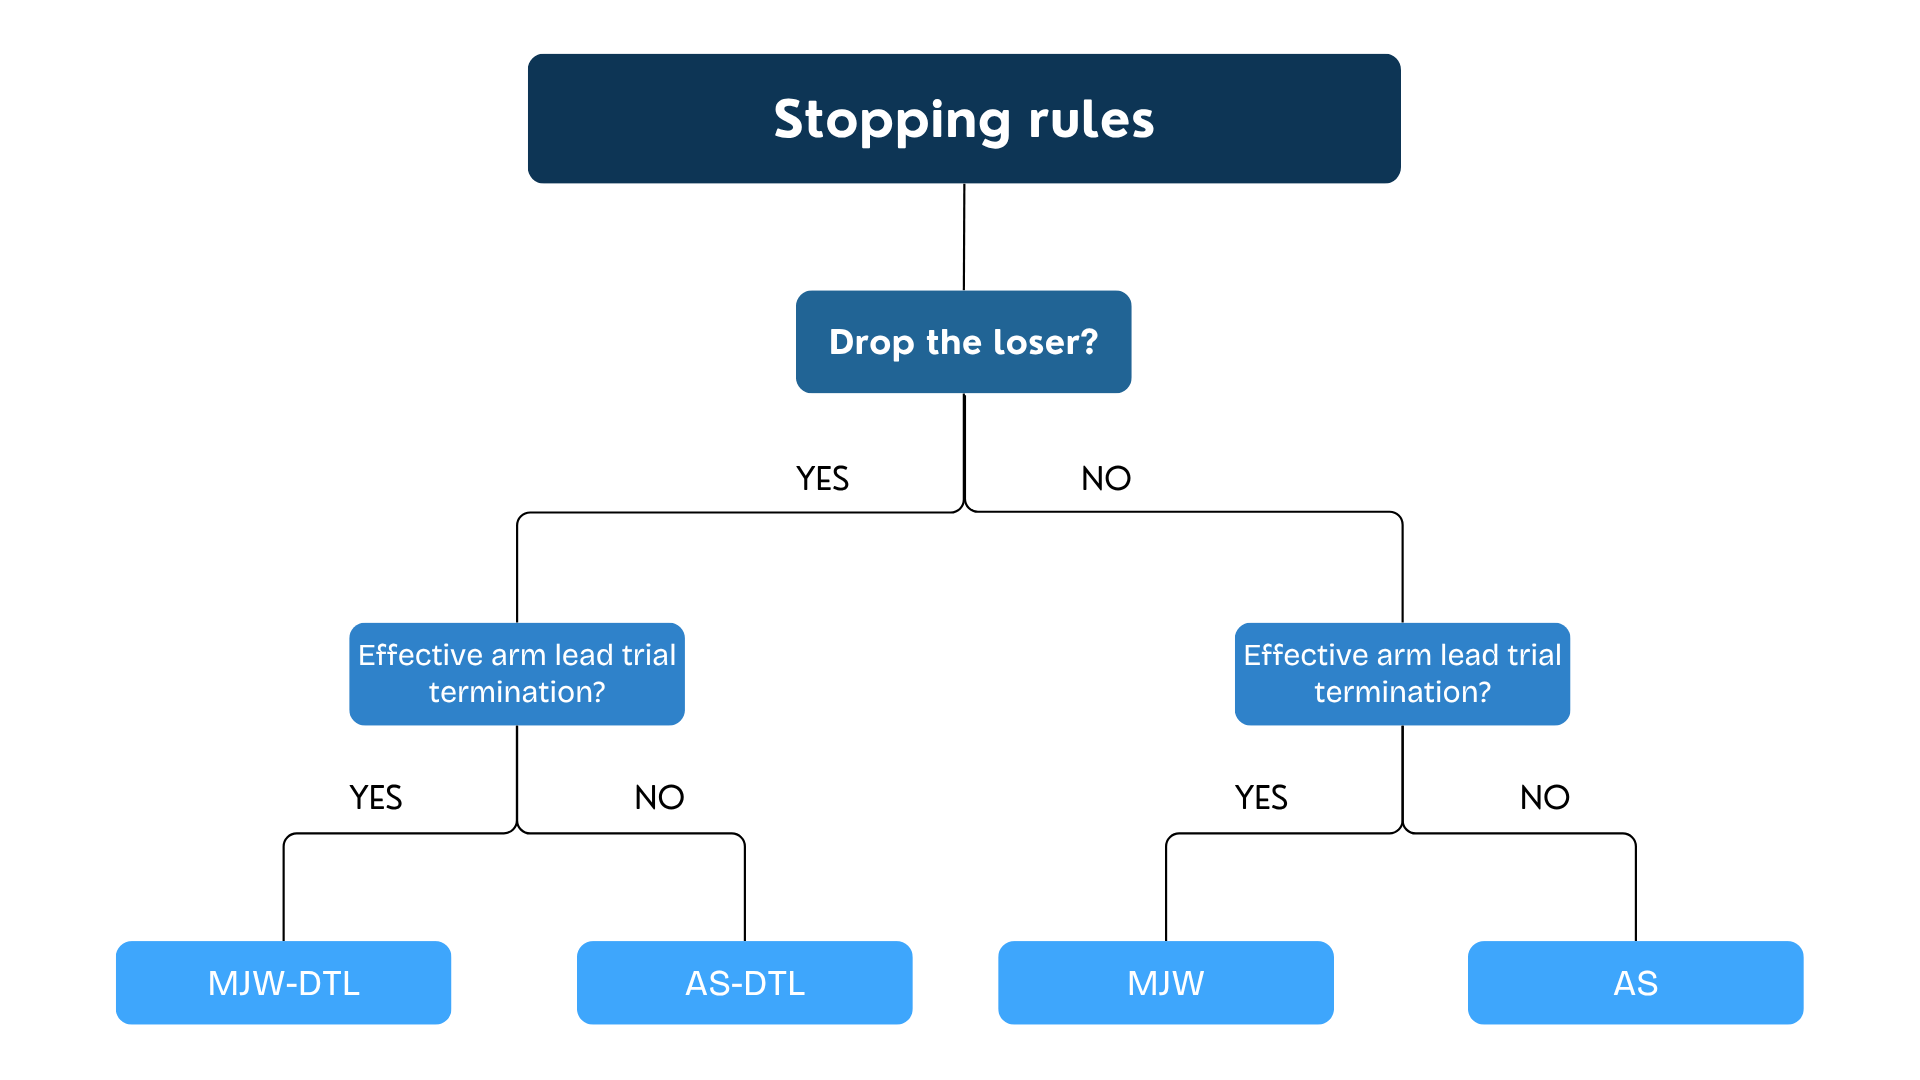 Stopping rules
Drop the loser?
YES
NO
Effective arm lead trial
termination?
Effective arm lead trial
termination?
YES
NO
YES
NO
MJW-DTL
AS-DTL
MJW
AS